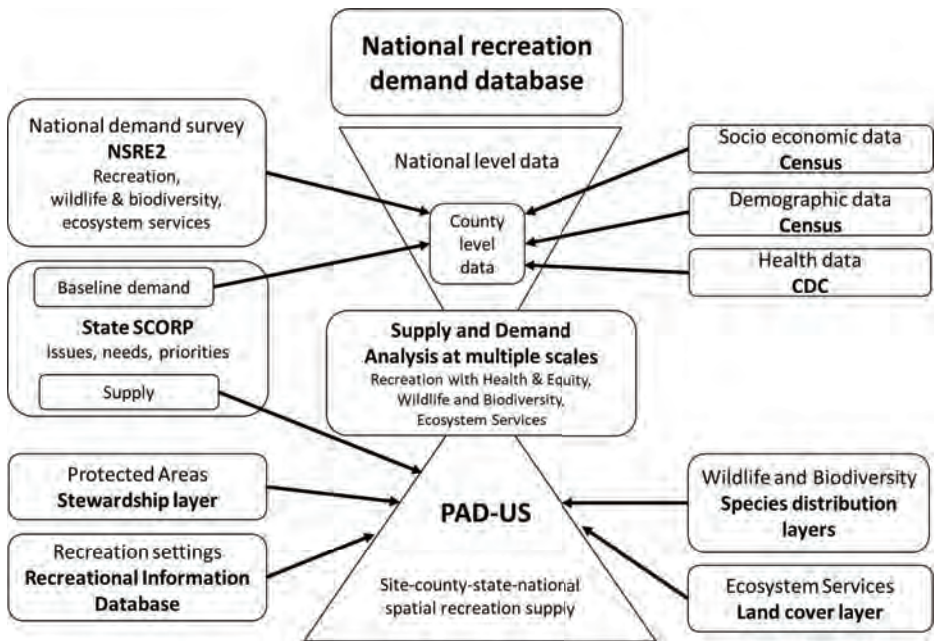 National recreation
demand database
National demand survey
NSRE2
Recreation,
wildlife & biodiversity,
ecosystem services
Baseline demand
State SCORP
Issues, needs, priorities
Supply
Protected Areas
Stewardship layer
Recreation settings
Recreational Information
Database
National level data
County
level
data
Supply and Demand
Analysis at multiple scales
Recreation with Health & Equity,
Wildlife and Biodiversity,
Ecosystem Services
PAD-US
Site-county-state-national
spatial recreation supply
Socio economic data
Census
Demographic data
Census
Health data
CDC
Wildlife and Biodiversity
Species distribution
layers
Ecosystem Services
Land cover layer